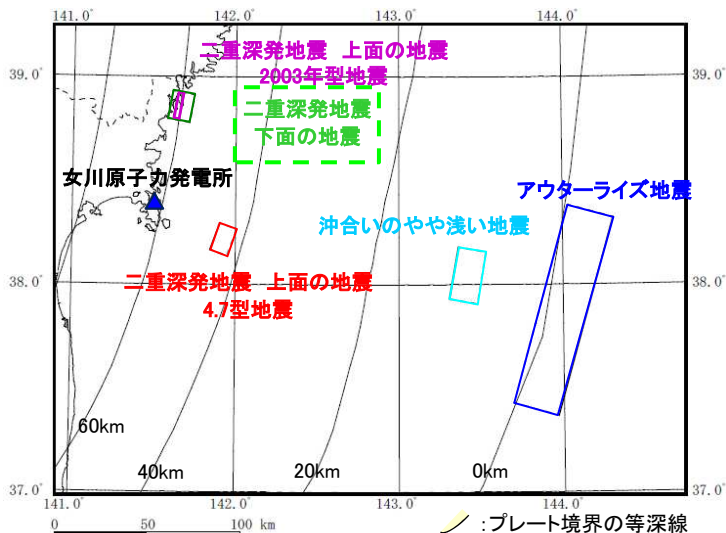 141.0° 142.0° 143.0° 144.0°
二重深発地震 上面の地震
2003年型地震
39.0° 39.0°
二重深発地震
下面の地震
女川原子力発電所
アウターライズ地震
沖合いのやや浅い地震
38.0° 38.0°
二重深発地震 上面の地震
4.7型地震
60km
40km 20km 0km
37.0° 37.0°
141.0° 142.0° 143.0° 144.0°
0 50 100 km
:プレート境界の等深線